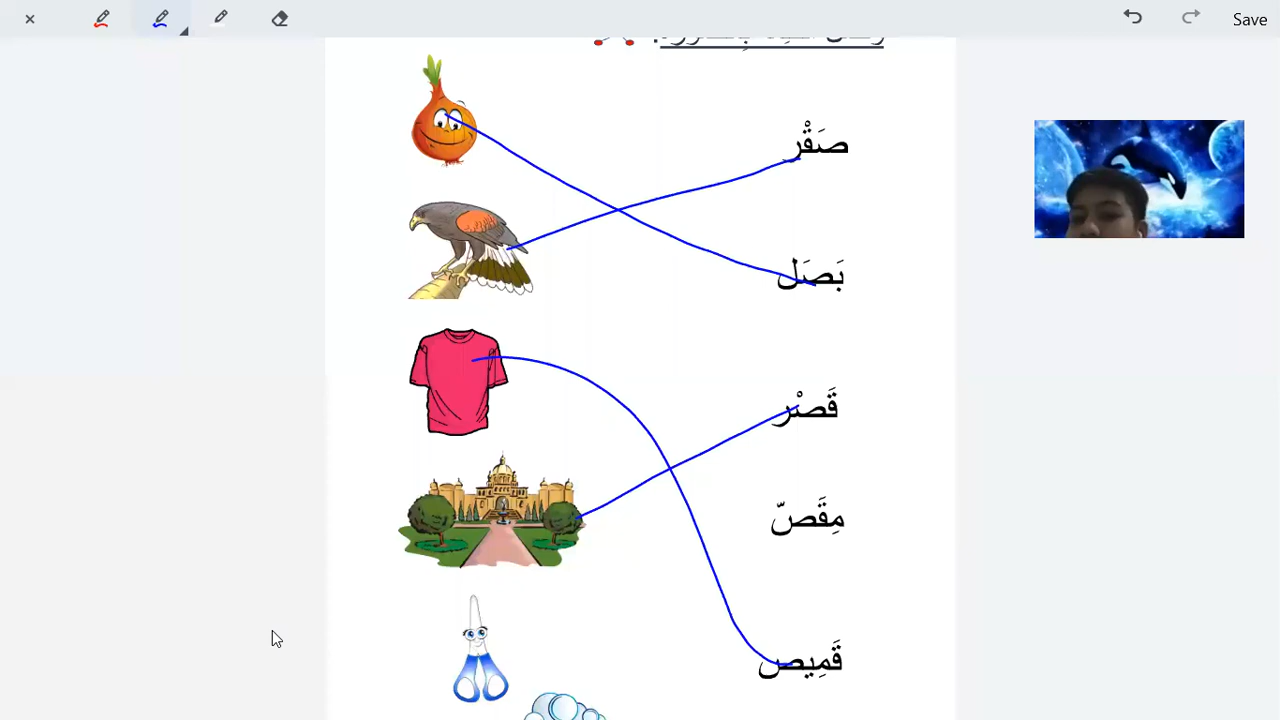 Save
صَقْر
بَصَل
قَصْر
مِقَصّ
قَمِيص